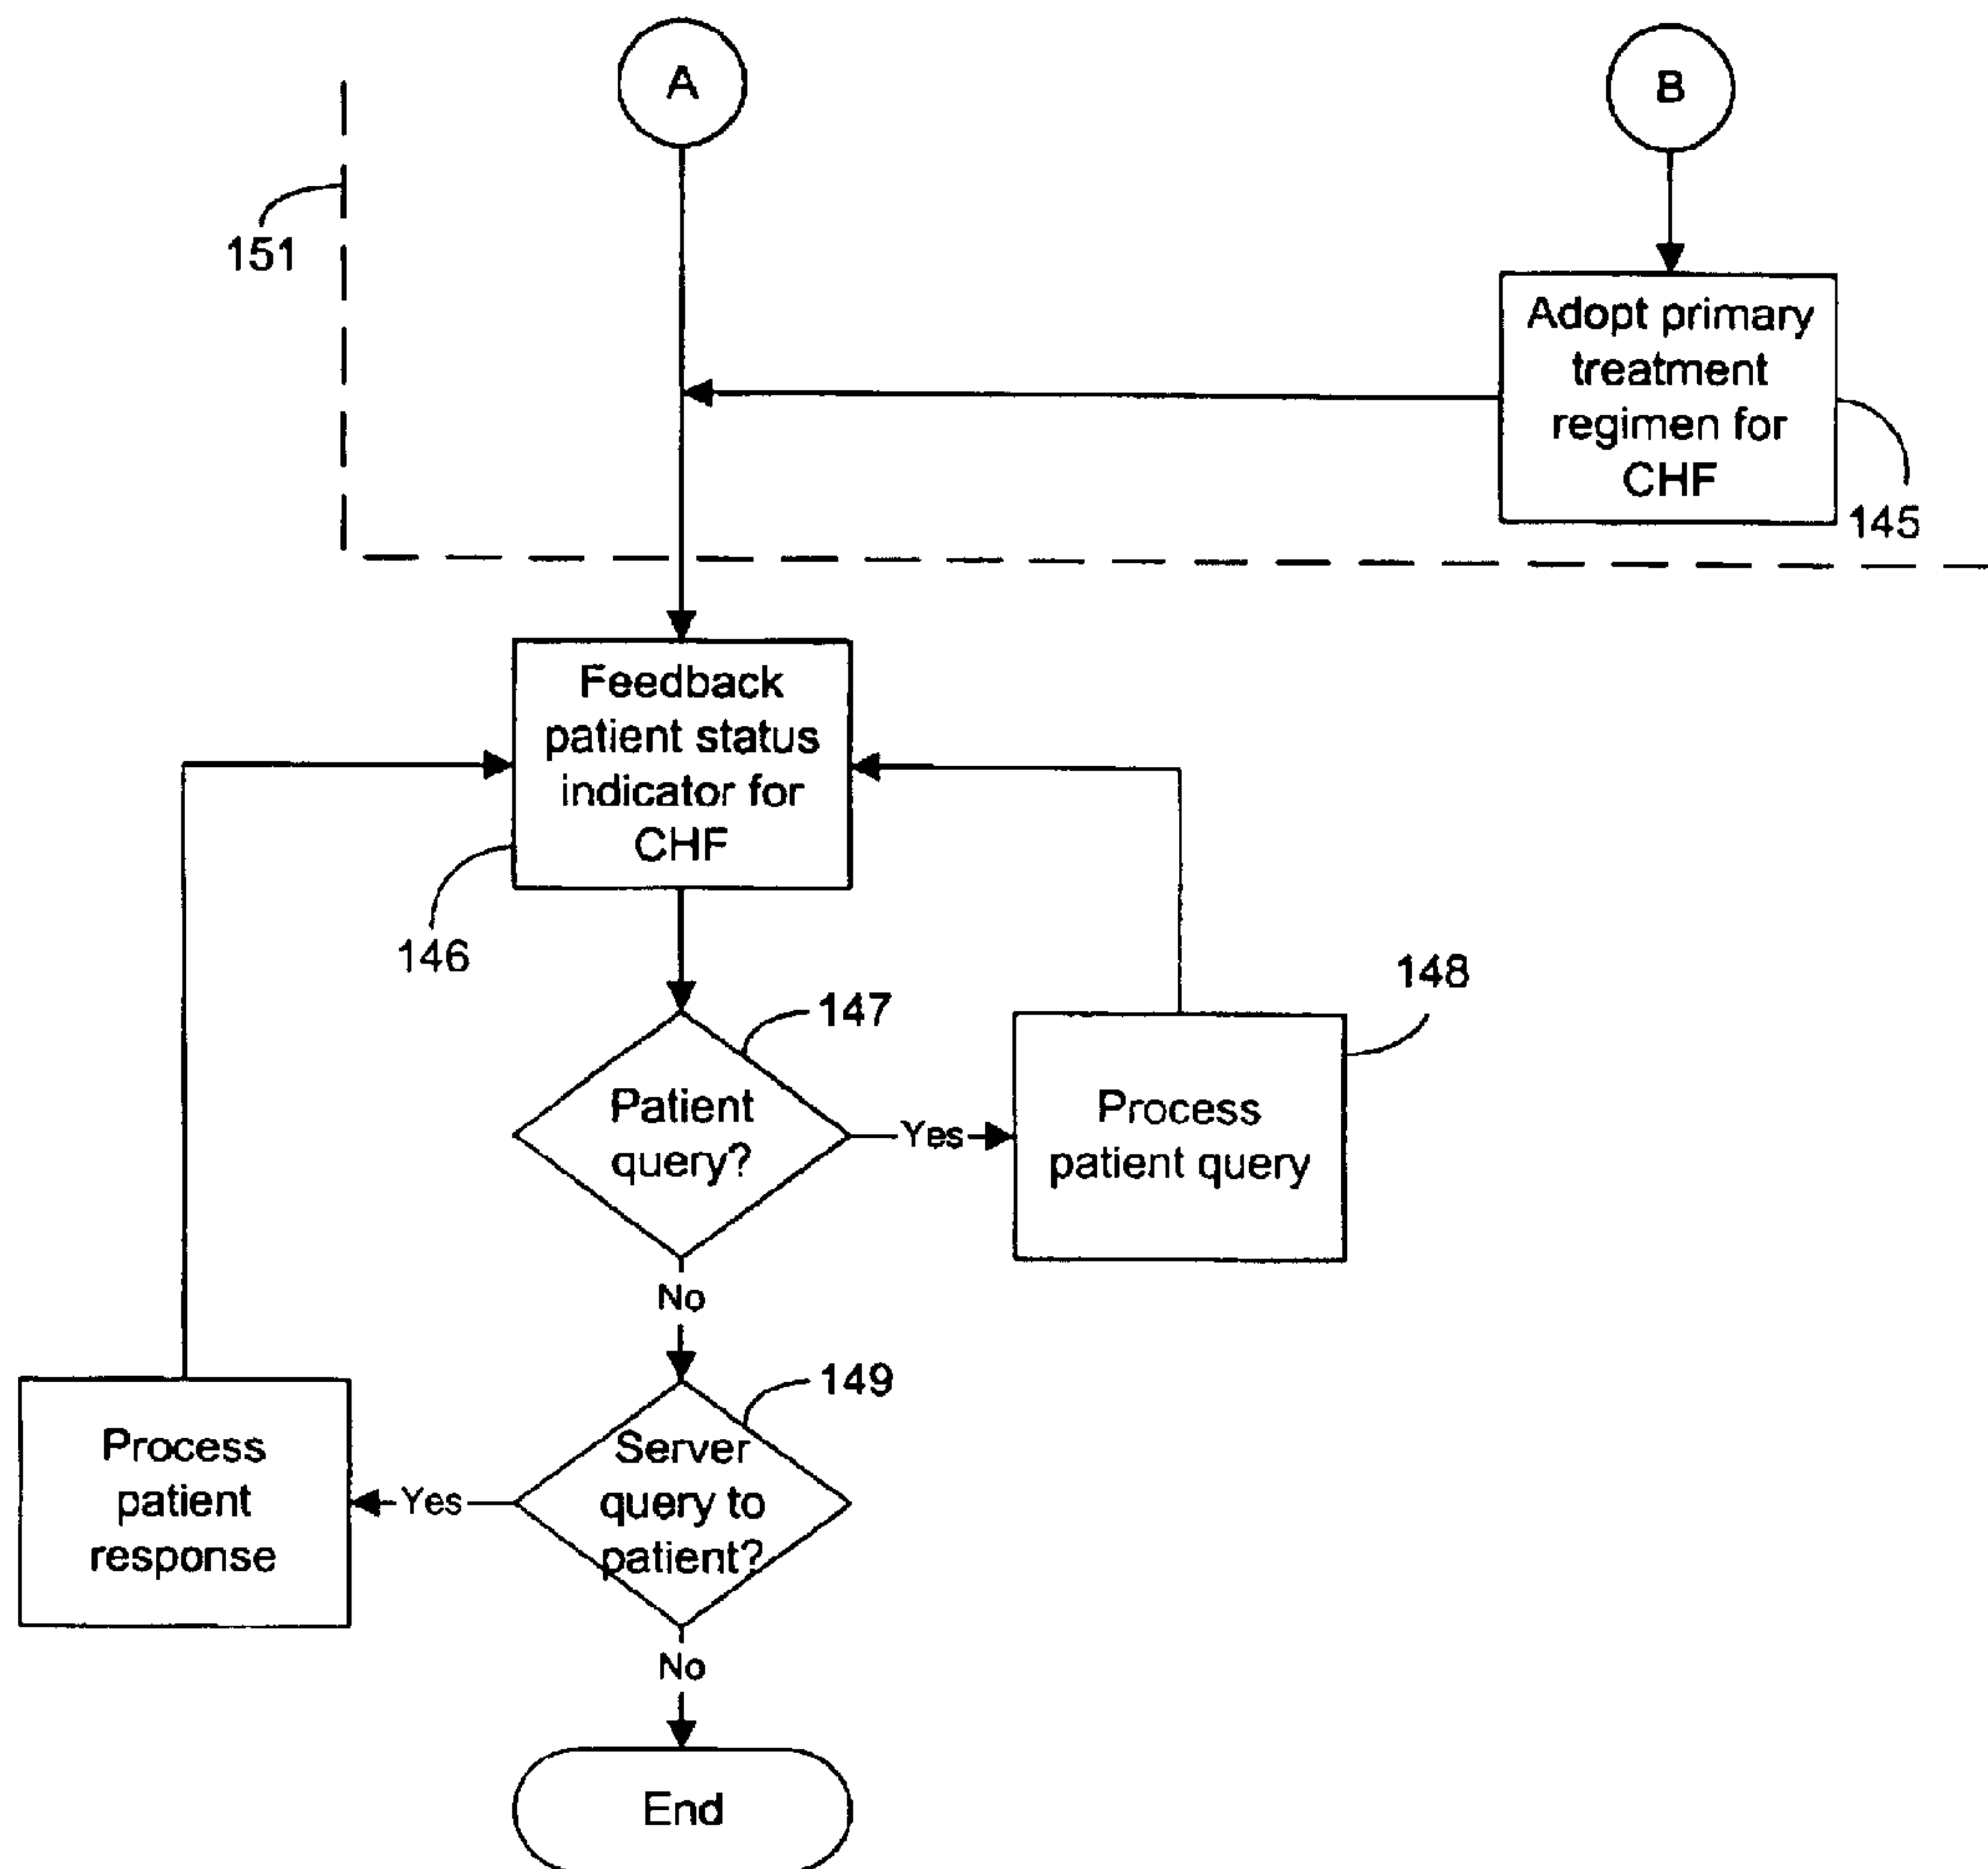 A
B
151
Adopt primary
treatment
regimen for
CHF
145
Feedback
patient status
indicator for
CHF
146
147
148
Patient
query?
Yes
Process
patient query
No
149
Server
query to
patient?
Yes
Process
patient
response
No
End